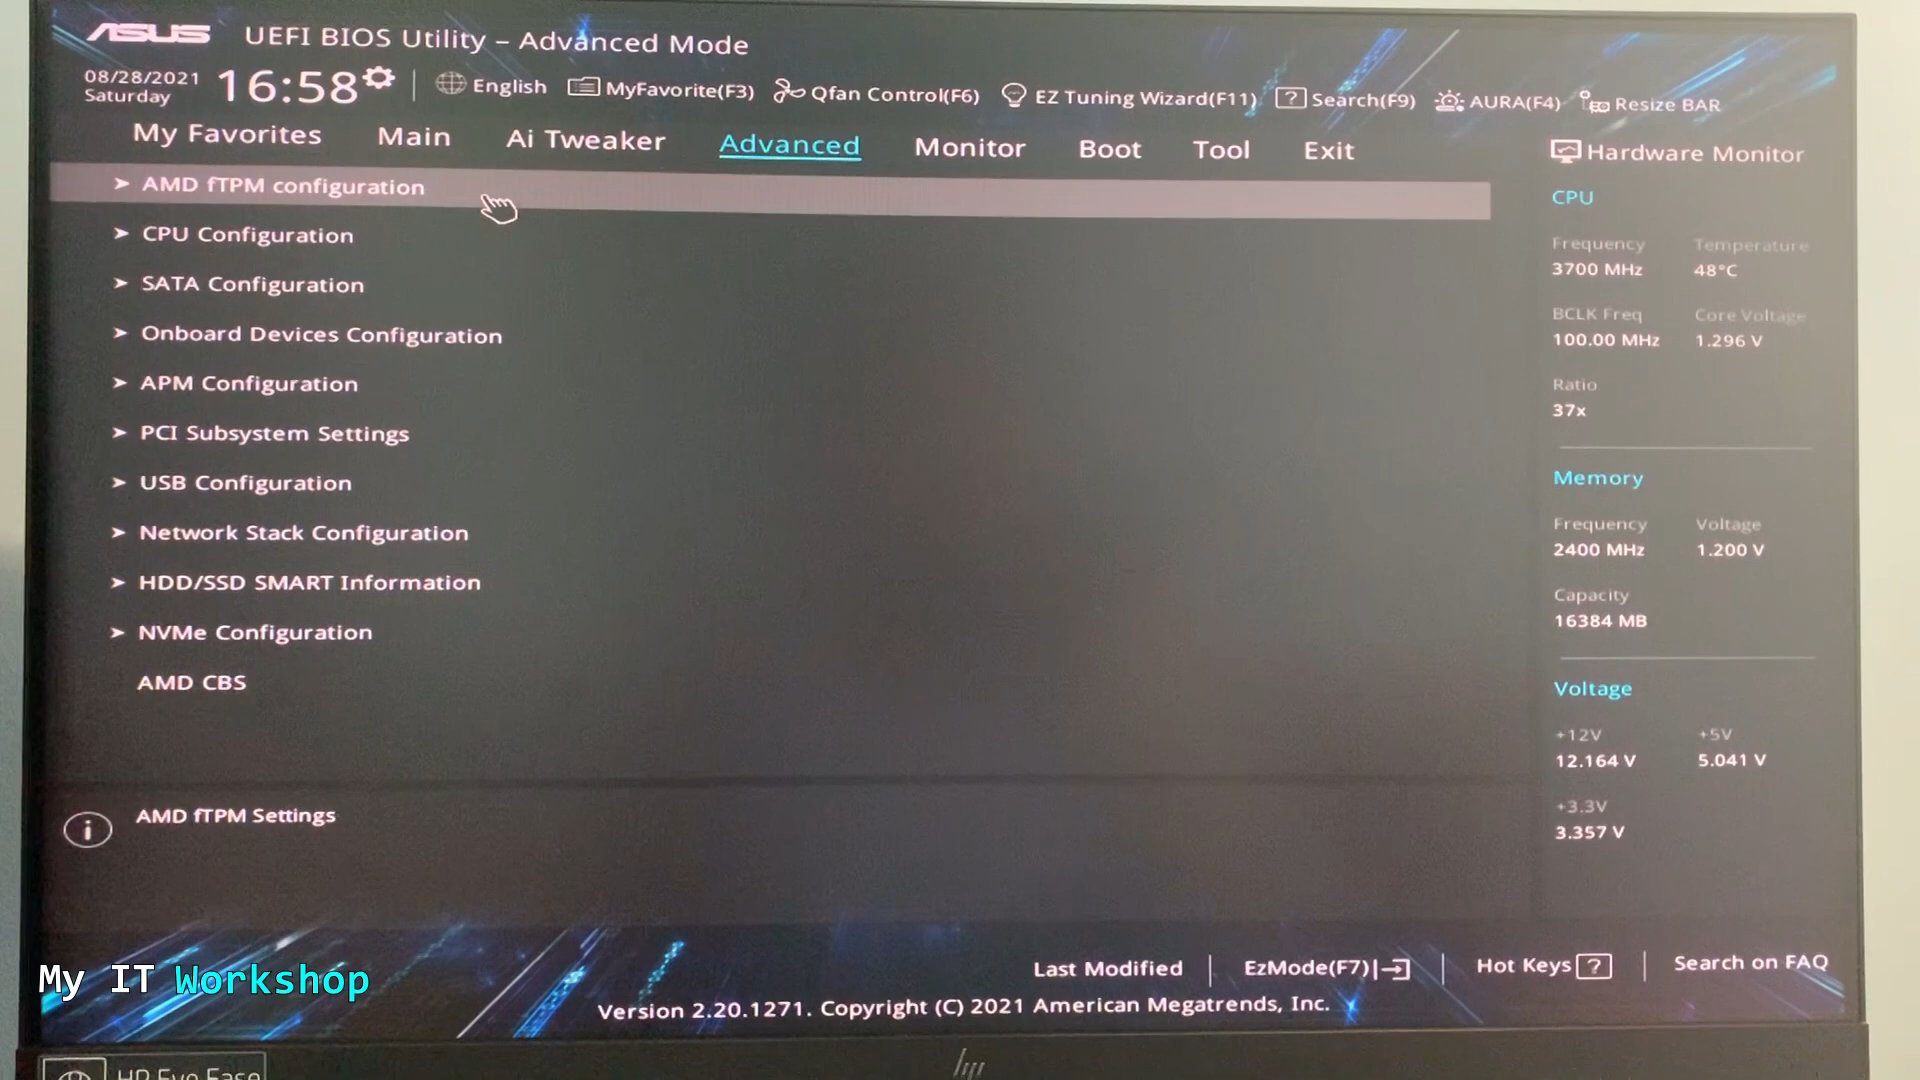 ASUS UEFI BIOS Utility – Advanced Mode
08/28/2021
Saturday
16:58
English
MyFavorite(F3)
Qfan Control(F6)
EZ Tuning Wizard(F11)
? Search(F9)
AURA(F4)
Resize BAR
My Favorites
Main
Ai Tweaker
Advanced
Monitor
Boot
Tool
Exit
> AMD fTPM configuration
> CPU Configuration
> SATA Configuration
> Onboard Devices Configuration
> APM Configuration
> PCI Subsystem Settings
> USB Configuration
> Network Stack Configuration
> HDD/SSD SMART Information
> NVMe Configuration
AMD CBS
i AMD fTPM Settings
Hardware Monitor
CPU
Frequency Temperature
3700 MHz 48°C
BCLK Freq Core Voltage
100.00 MHz 1.296 V
Ratio
37x
Memory
Frequency Voltage
2400 MHz 1.200 V
Capacity
16384 MB
Voltage
+12V +5V
12.164 V 5.041 V
+3.3V
3.357 V
Last Modified
EzMode(F7)
Hot Keys ?
Search on FAQ
Version 2.20.1271. Copyright (C) 2021 American Megatrends, Inc.
My IT Workshop
hp
HP Eye Ease